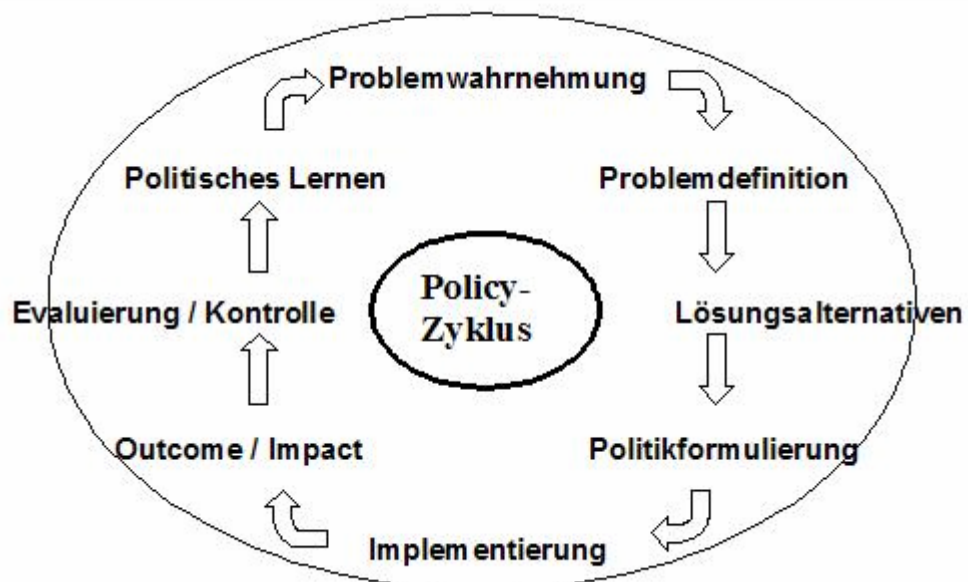 Problemwahrnehmung
Problemdefinition
Lösungsalternativen
Politikformulierung
Implementierung
Outcome / Impact
Evaluierung / Kontrolle
Politisches Lernen
Policy-
Zyklus